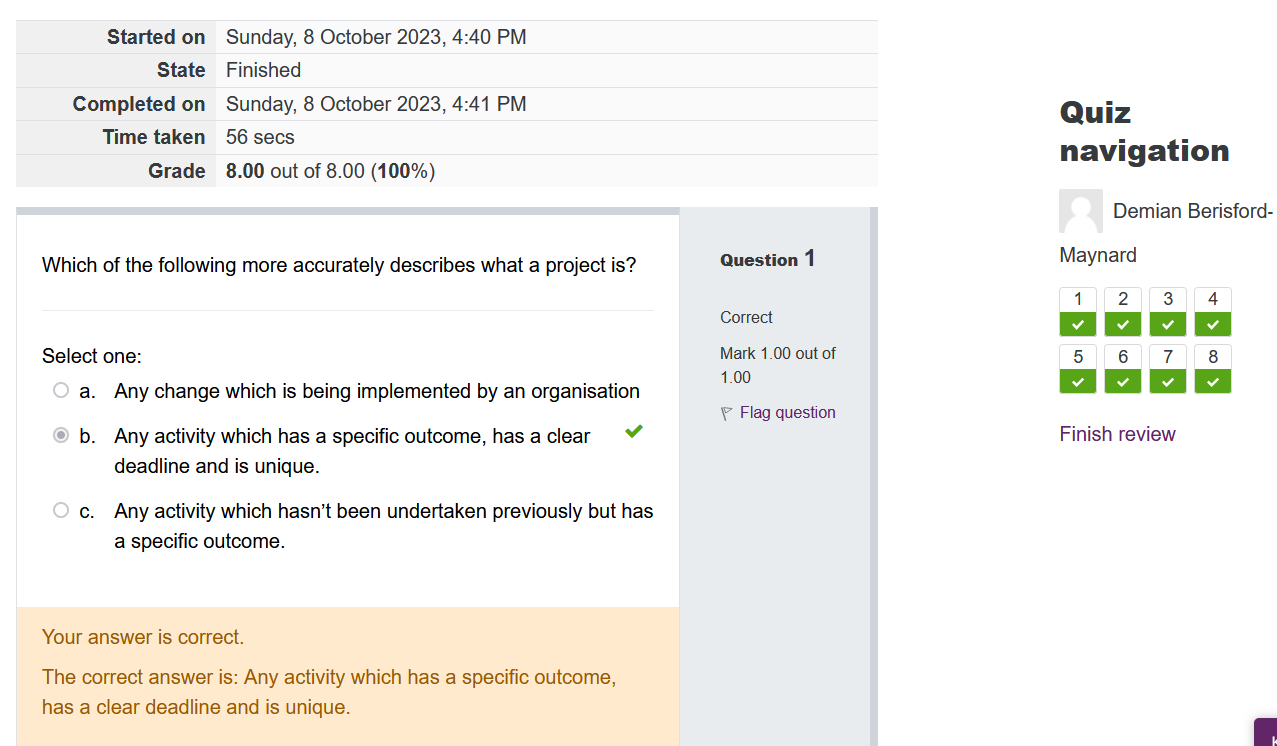 Started on Sunday, 8 October 2023, 4:40 PM
State Finished
Completed on Sunday, 8 October 2023, 4:41 PM
Time taken 56 secs
Grade 8.00 out of 8.00 (100%)
Which of the following more accurately describes what a project is?
Select one:
a. Any change which is being implemented by an organisation
b. Any activity which has a specific outcome, has a clear
deadline and is unique.
c. Any activity which hasn’t been undertaken previously but has
a specific outcome.
Your answer is correct.
The correct answer is: Any activity which has a specific outcome,
has a clear deadline and is unique.
Question 1
Correct
Mark 1.00 out of
1.00
Flag question
Quiz
navigation
Demian Berisford-
Maynard
1 2 3 4
5 6 7 8
Finish review